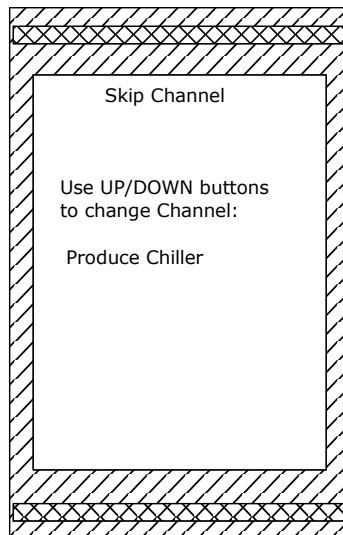 Skip Channel
Use UP/DOWN buttons
to change Channel:
Produce Chiller